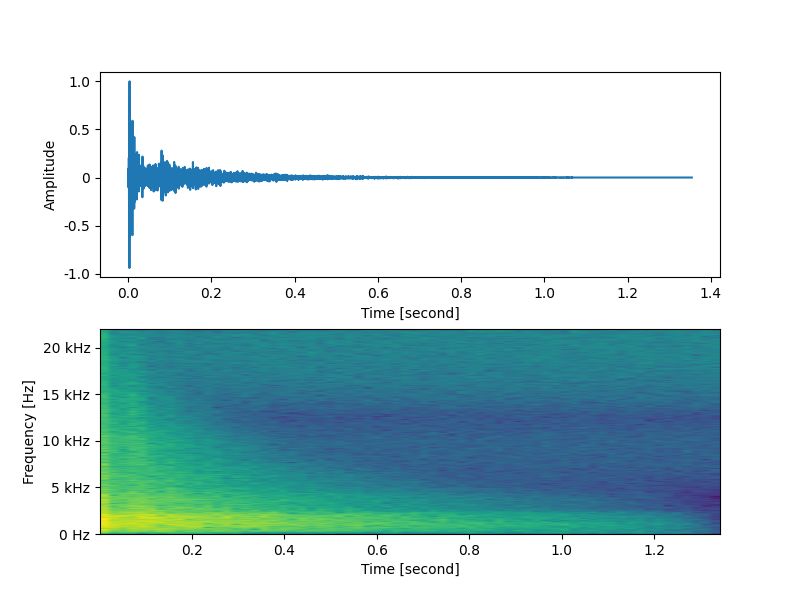 1.0
0.5
0
-0.5
-1.0
Amplitude
0.0 0.2 0.4 0.6 0.8 1.0 1.2 1.4
Time [second]
20 kHz
15 kHz
10 kHz
5 kHz
0 Hz
Frequency [Hz]
0.2 0.4 0.6 0.8 1.0 1.2
Time [second]